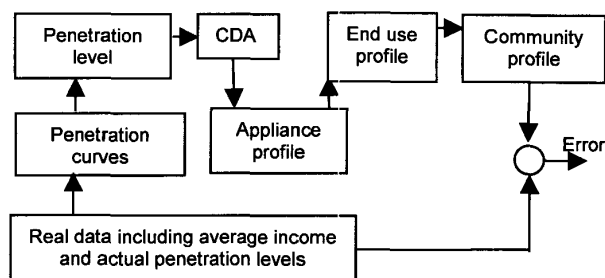 Penetration
level
CDA
End use
profile
Community
profile
Penetration
curves
Appliance
profile
Error
Real data including average income
and actual penetration levels